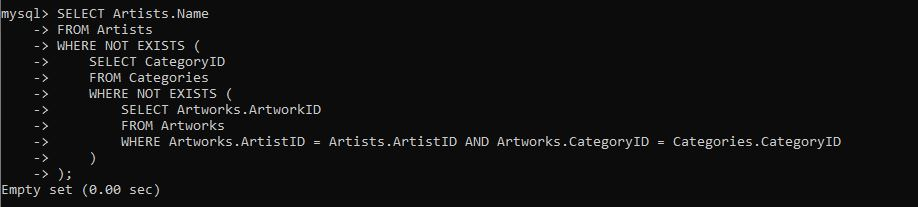 mysql> SELECT Artists.Name
    -> FROM Artists
    -> WHERE NOT EXISTS (
    ->     SELECT CategoryID
    ->     FROM Categories
    ->     WHERE NOT EXISTS (
    ->         SELECT Artworks.ArtworkID
    ->         FROM Artworks
    ->         WHERE Artworks.ArtistID = Artists.ArtistID AND Artworks.CategoryID = Categories.CategoryID
    ->     )
    -> );
Empty set (0.00 sec)